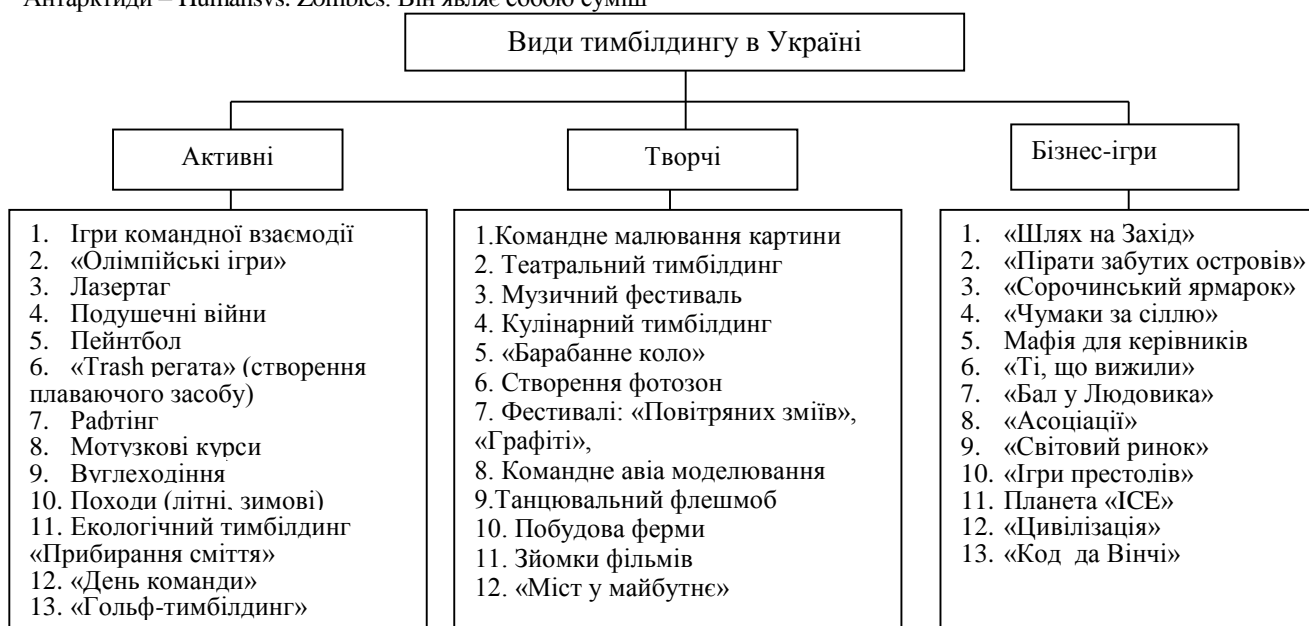 Антарктиди – Humansvs. Zombies. Він являє собою суміш
Види тимбілдингу в Україні
Активні
Творчі
Бізнес-ігри
1. Ігри командної взаємодії
2. «Олімпійські ігри»
3. Лазертаг
4. Подушечні війни
5. Пейнтбол
6. «Trash регата» (створення
плаваючого засобу)
7. Рафтінг
8. Мотузкові курси
9. Вуглеходіння
10. Походи (літні, зимові)
11. Екологічний тимбілдинг
«Прибирання сміття»
12. «День команди»
13. «Гольф-тимбілдинг»
1.Командне малювання картини
2. Театральний тимбілдинг
3. Музичний фестиваль
4. Кулінарний тимбілдинг
5. «Барабанне коло»
6. Створення фотозон
7. Фестивалі: «Повітряних зміїв»,
«Графіті»,
8. Командне авіа моделювання
9.Танцювальний флешмоб
10. Побудова ферми
11. Зйомки фільмів
12. «Міст у майбутнє»
1. «Шлях на Захід»
2. «Пірати забутих островів»
3. «Сорочинський ярмарок»
4. «Чумаки за сіллю»
5. Мафія для керівників
6. «Ті, що вижили»
7. «Бал у Людовика»
8. «Асоціації»
9. «Світовий ринок»
10. «Ігри престолів»
11. Планета «ICE»
12. «Цивілізація»
13. «Код да Вінчі»